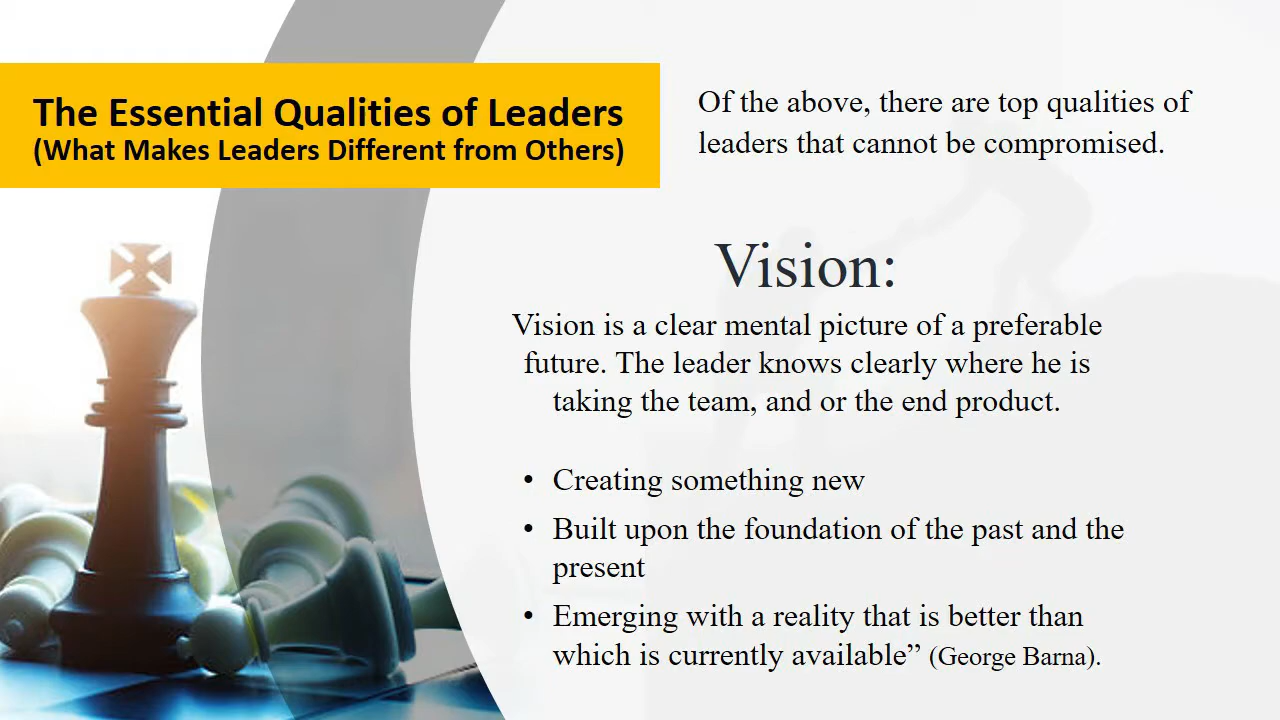 The Essential Qualities of Leaders
(What Makes Leaders Different from Others)
Of the above, there are top qualities of
leaders that cannot be compromised.
Vision:
Vision is a clear mental picture of a preferable
future. The leader knows clearly where he is
taking the team, and or the end product.
• Creating something new
• Built upon the foundation of the past and the
present
• Emerging with a reality that is better than
which is currently available” (George Barna).